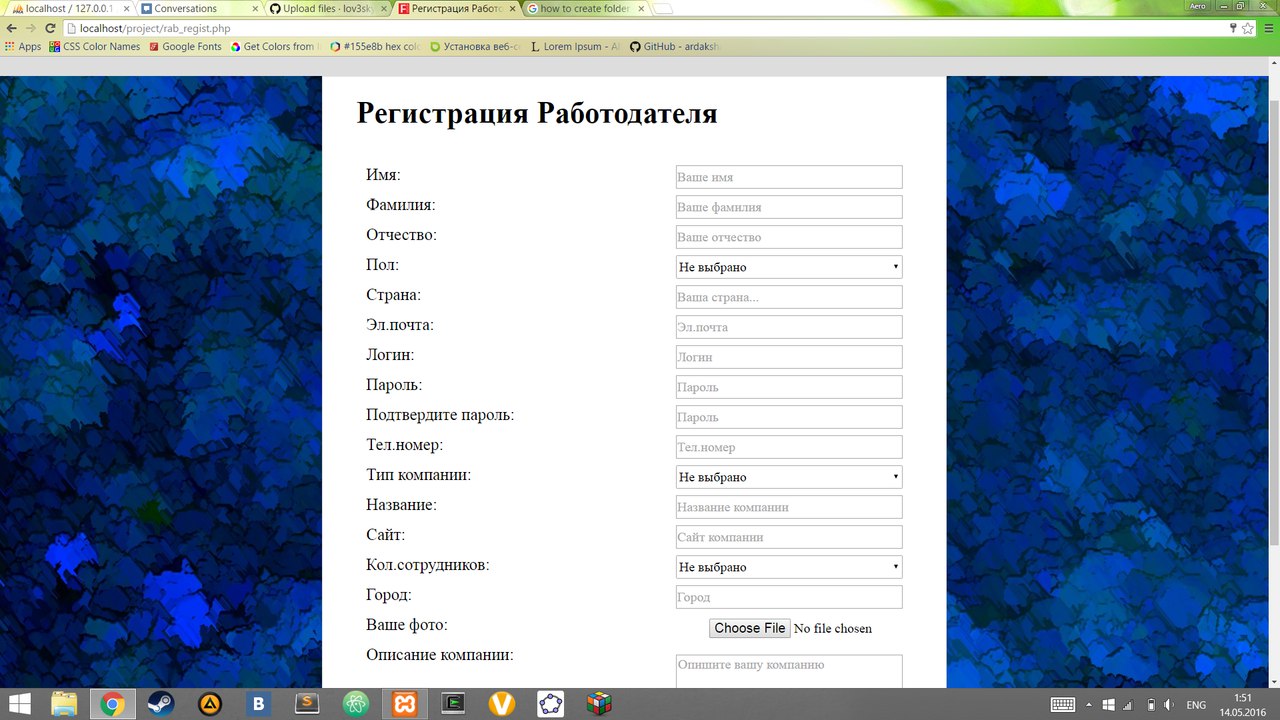 localhost / 127.0.0.1
Conversations
Upload files · lov3sky
Регистрация Работо
how to create folder
Aero
localhost/project/rab_regist.php
Apps
CSS Color Names
Google Fonts
Get Colors from
#155e8b hex colo
Установка веб-с
Lorem Ipsum - Al
GitHub - ardaksh
Регистрация Работодателя
Имя: Ваше имя
Фамилия: Ваше фамилия
Отчество: Ваше отчество
Пол: Не выбрано
Страна: Ваша страна...
Эл.почта: Эл.почта
Логин: Логин
Пароль: Пароль
Подтвердите пароль: Пароль
Тел.номер: Тел.номер
Тип компании: Не выбрано
Название: Название компании
Сайт: Сайт компании
Кол.сотрудников: Не выбрано
Город: Город
Ваше фото: Choose File No file chosen
Описание компании: Опишите вашу компанию
ENG
1:51
14.05.2016